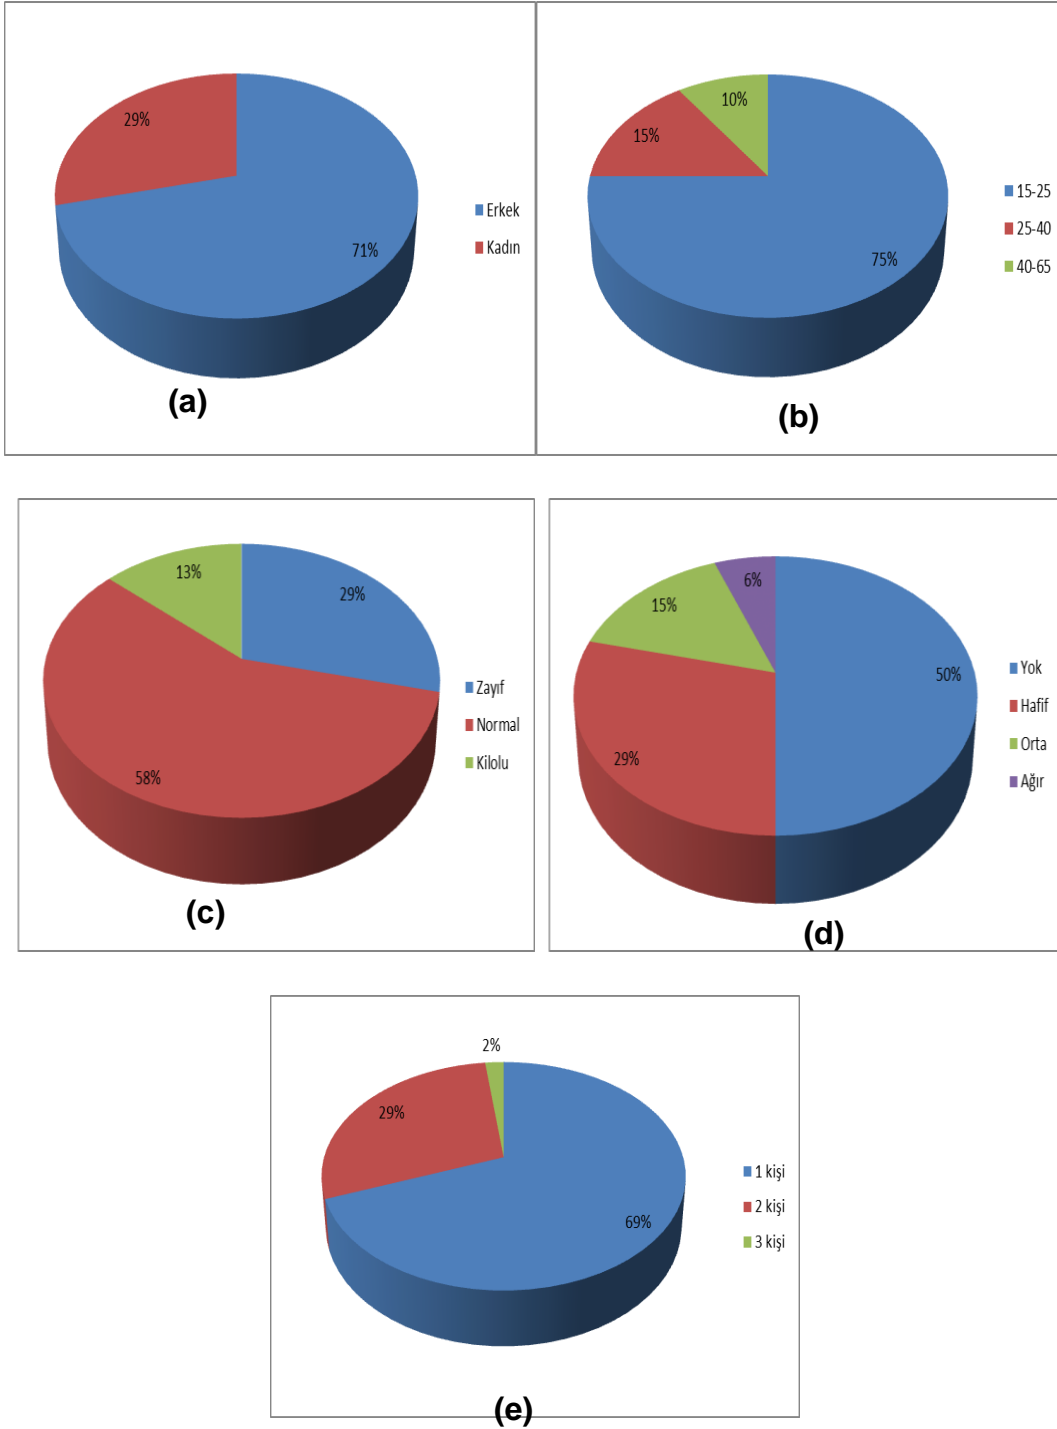 29%
71%
Erkek
Kadın
(a)
10%
15%
75%
15-25
25-40
40-65
(b)
13%
29%
58%
Zayıf
Normal
Kilolu
(c)
6%
15%
50%
29%
Yok
Hafif
Orta
Ağır
(d)
2%
29%
69%
1 kişi
2 kişi
3 kişi
(e)